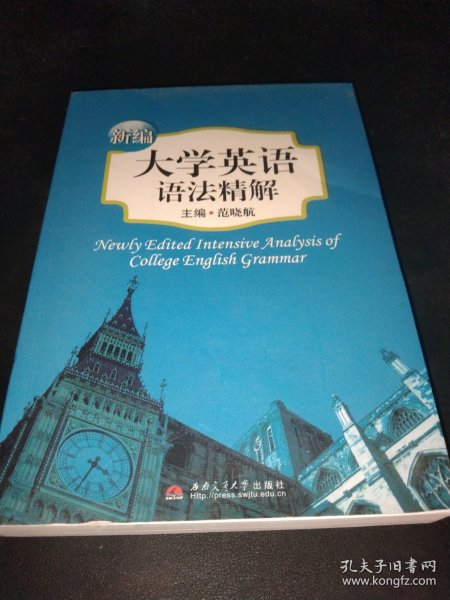 新编
大学英语
语法精解
主编·范晓航
Newly Edited Intensive Analysis of
College English Grammar
西南交通大学出版社
Http://press.swjtu.edu.cn
孔夫子旧书网
www.kongfz.com